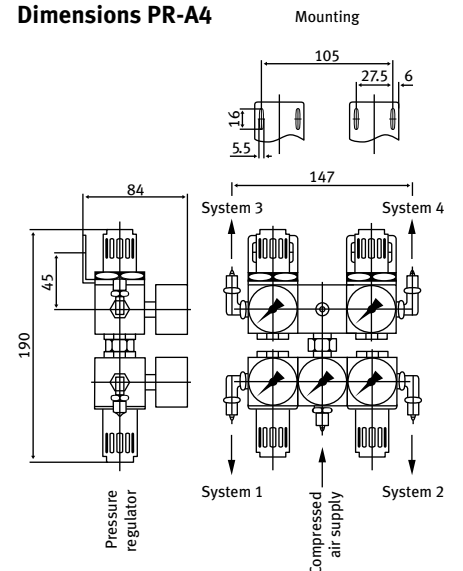 Dimensions PR-A4
Mounting
105
27.5
6
16
5.5
84
147
System 3
System 4
45
190
System 1
System 2
Pressure
regulator
Compressed
air supply